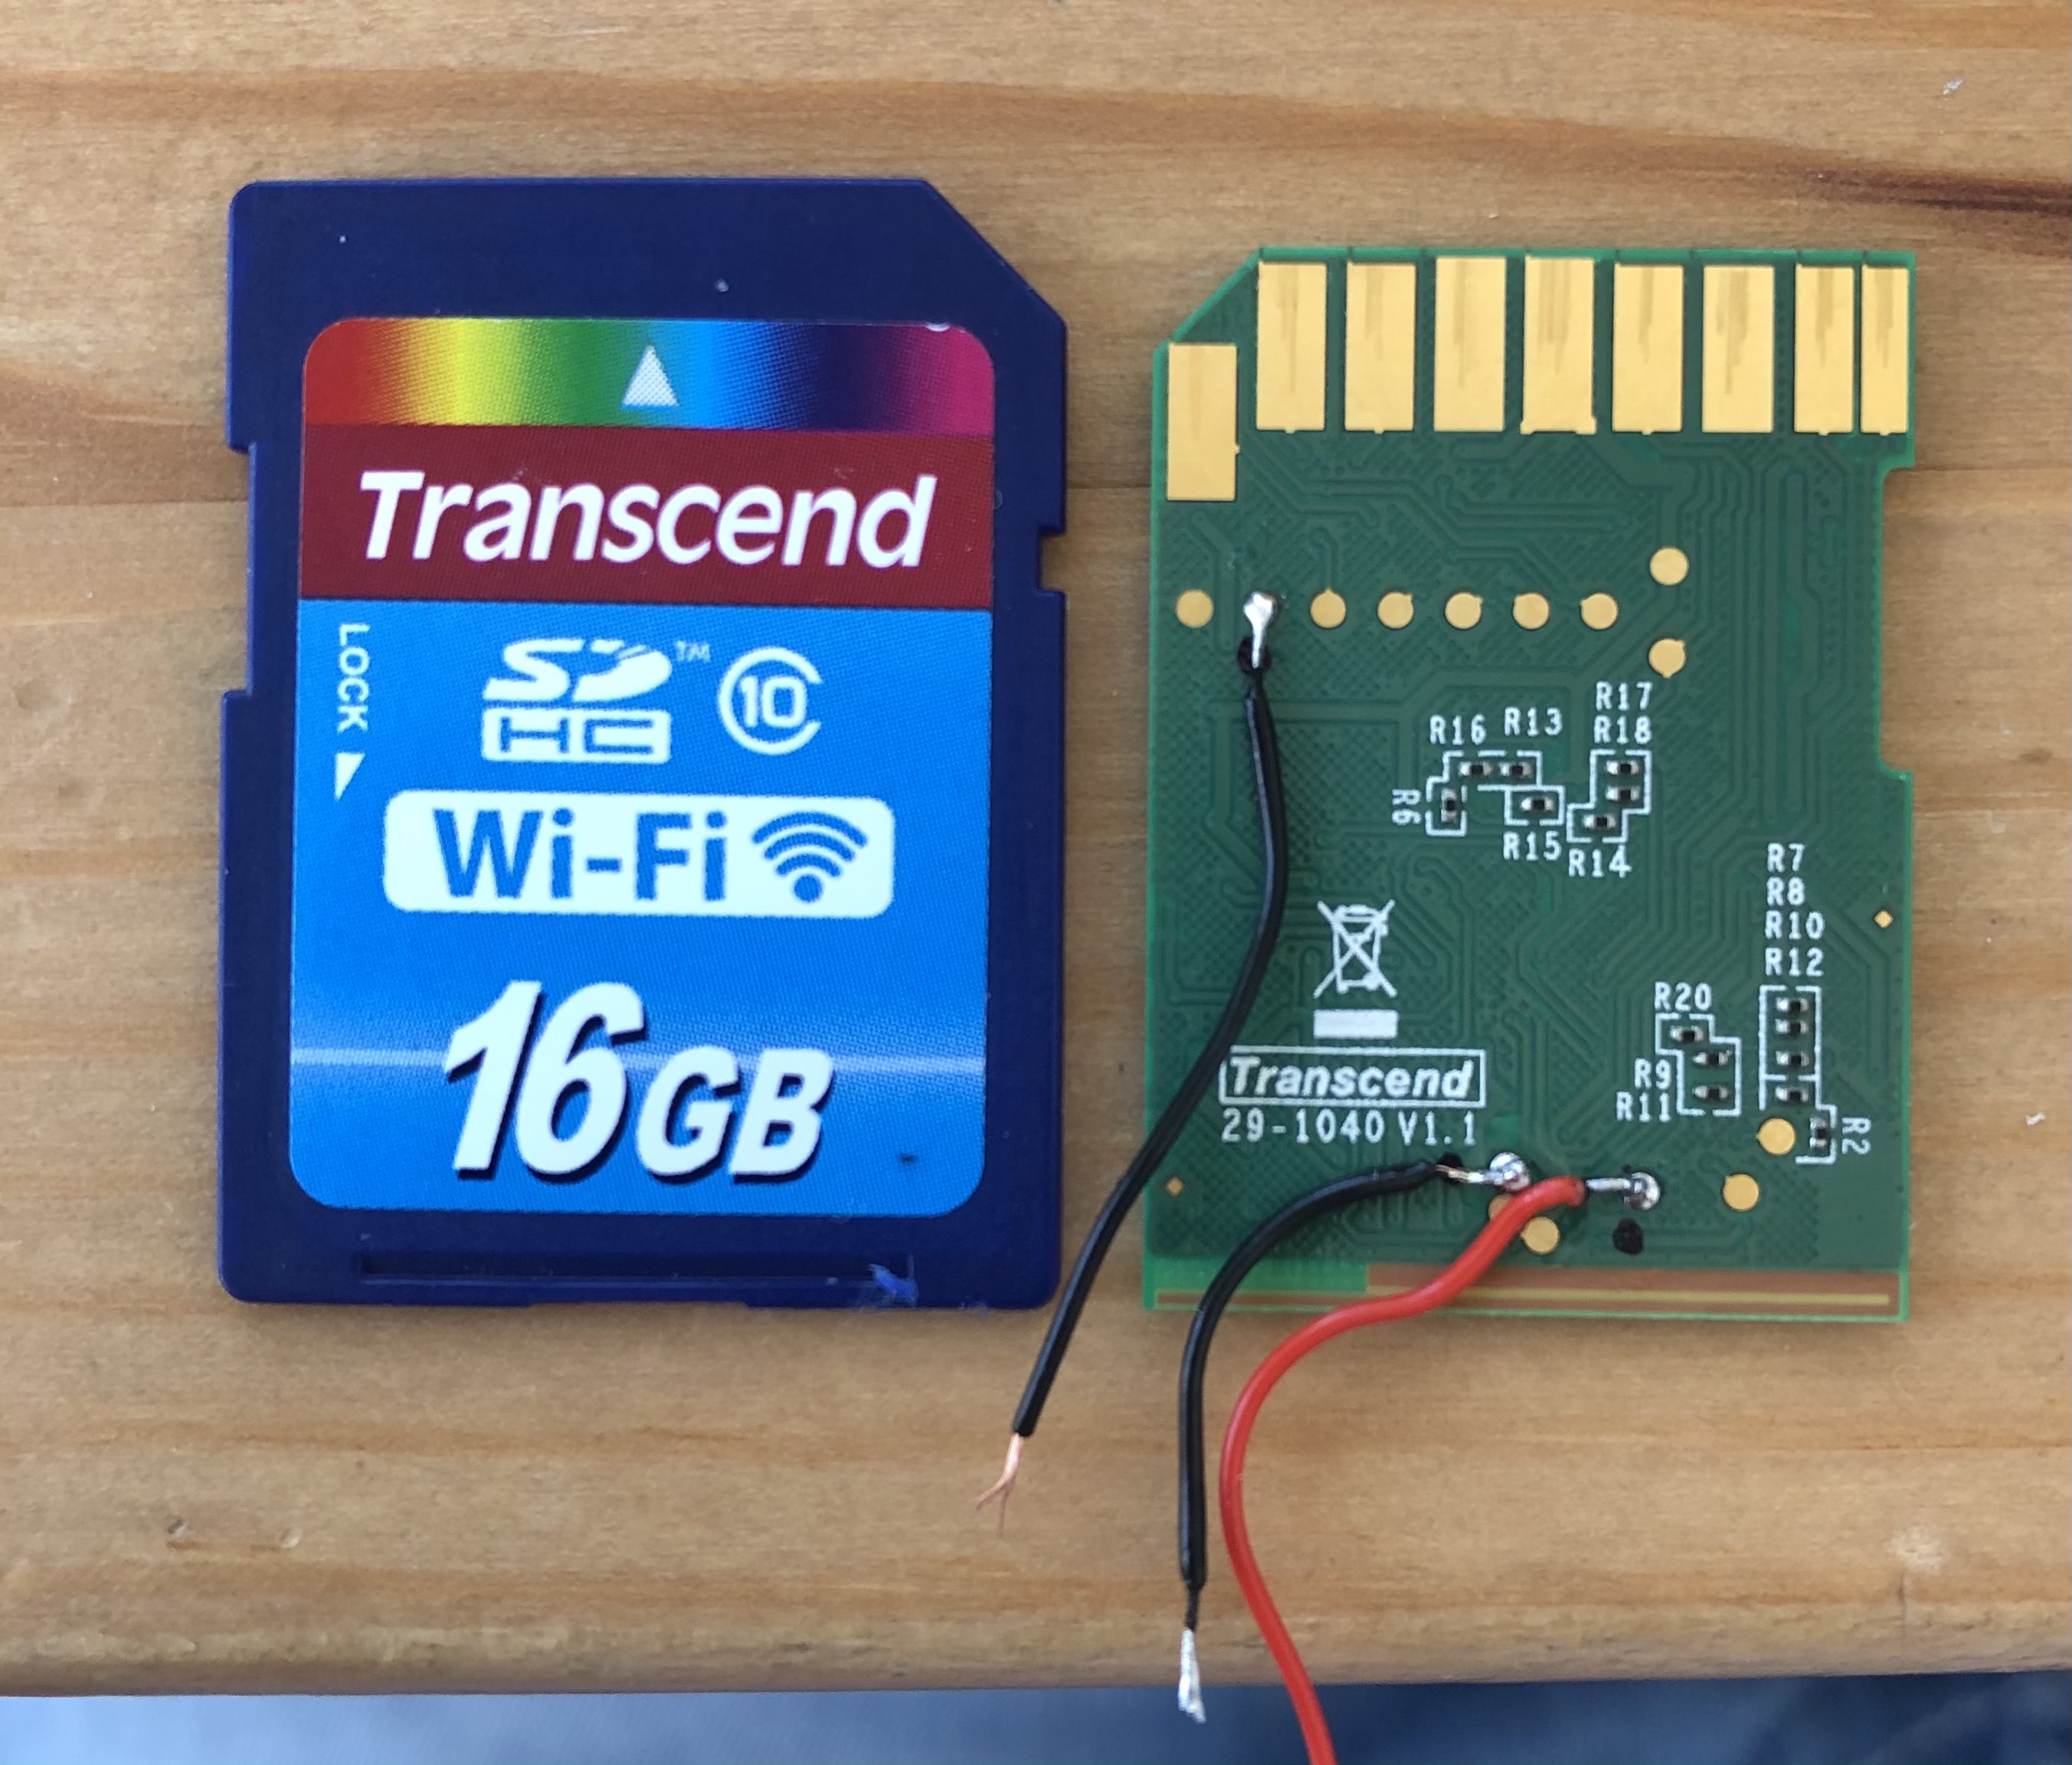 Transcend
LOCK
SD™
HC
10
Wi-Fi
16GB
R17
R16 R13 R18
R6
R15 R14
R7
R8
R10
R12
R20
R9
R11
R2
Transcend
29-1040 V1.1